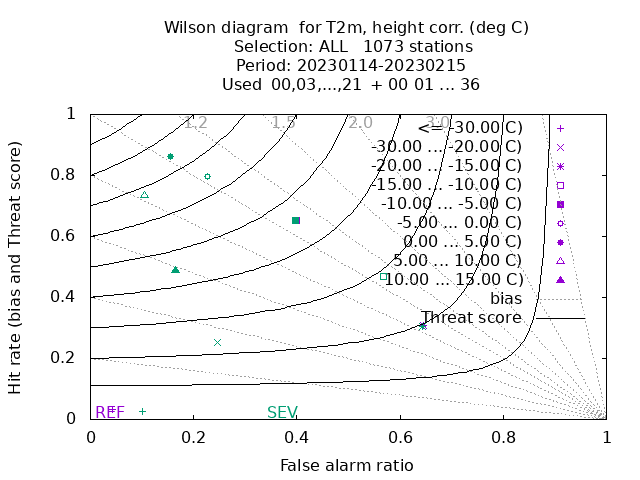 Wilson diagram for T2m, height corr. (deg C)
Selection: ALL 1073 stations
Period: 20230114-20230215
Used 00,03,...,21 + 00 01 ... 36
1.2 1.5 2.0 3.0
<= -30.00 C)
-30.00 ... -20.00 C)
-20.00 ... -15.00 C)
-15.00 ... -10.00 C)
-10.00 ... -5.00 C)
-5.00 ... 0.00 C)
0.00 ... 5.00 C)
5.00 ... 10.00 C)
10.00 ... 15.00 C)
bias
Threat score
1
0.8
0.6
0.4
0.2
0
Hit rate (bias and Threat score)
REF
SEV
0 0.2 0.4 0.6 0.8 1
False alarm ratio